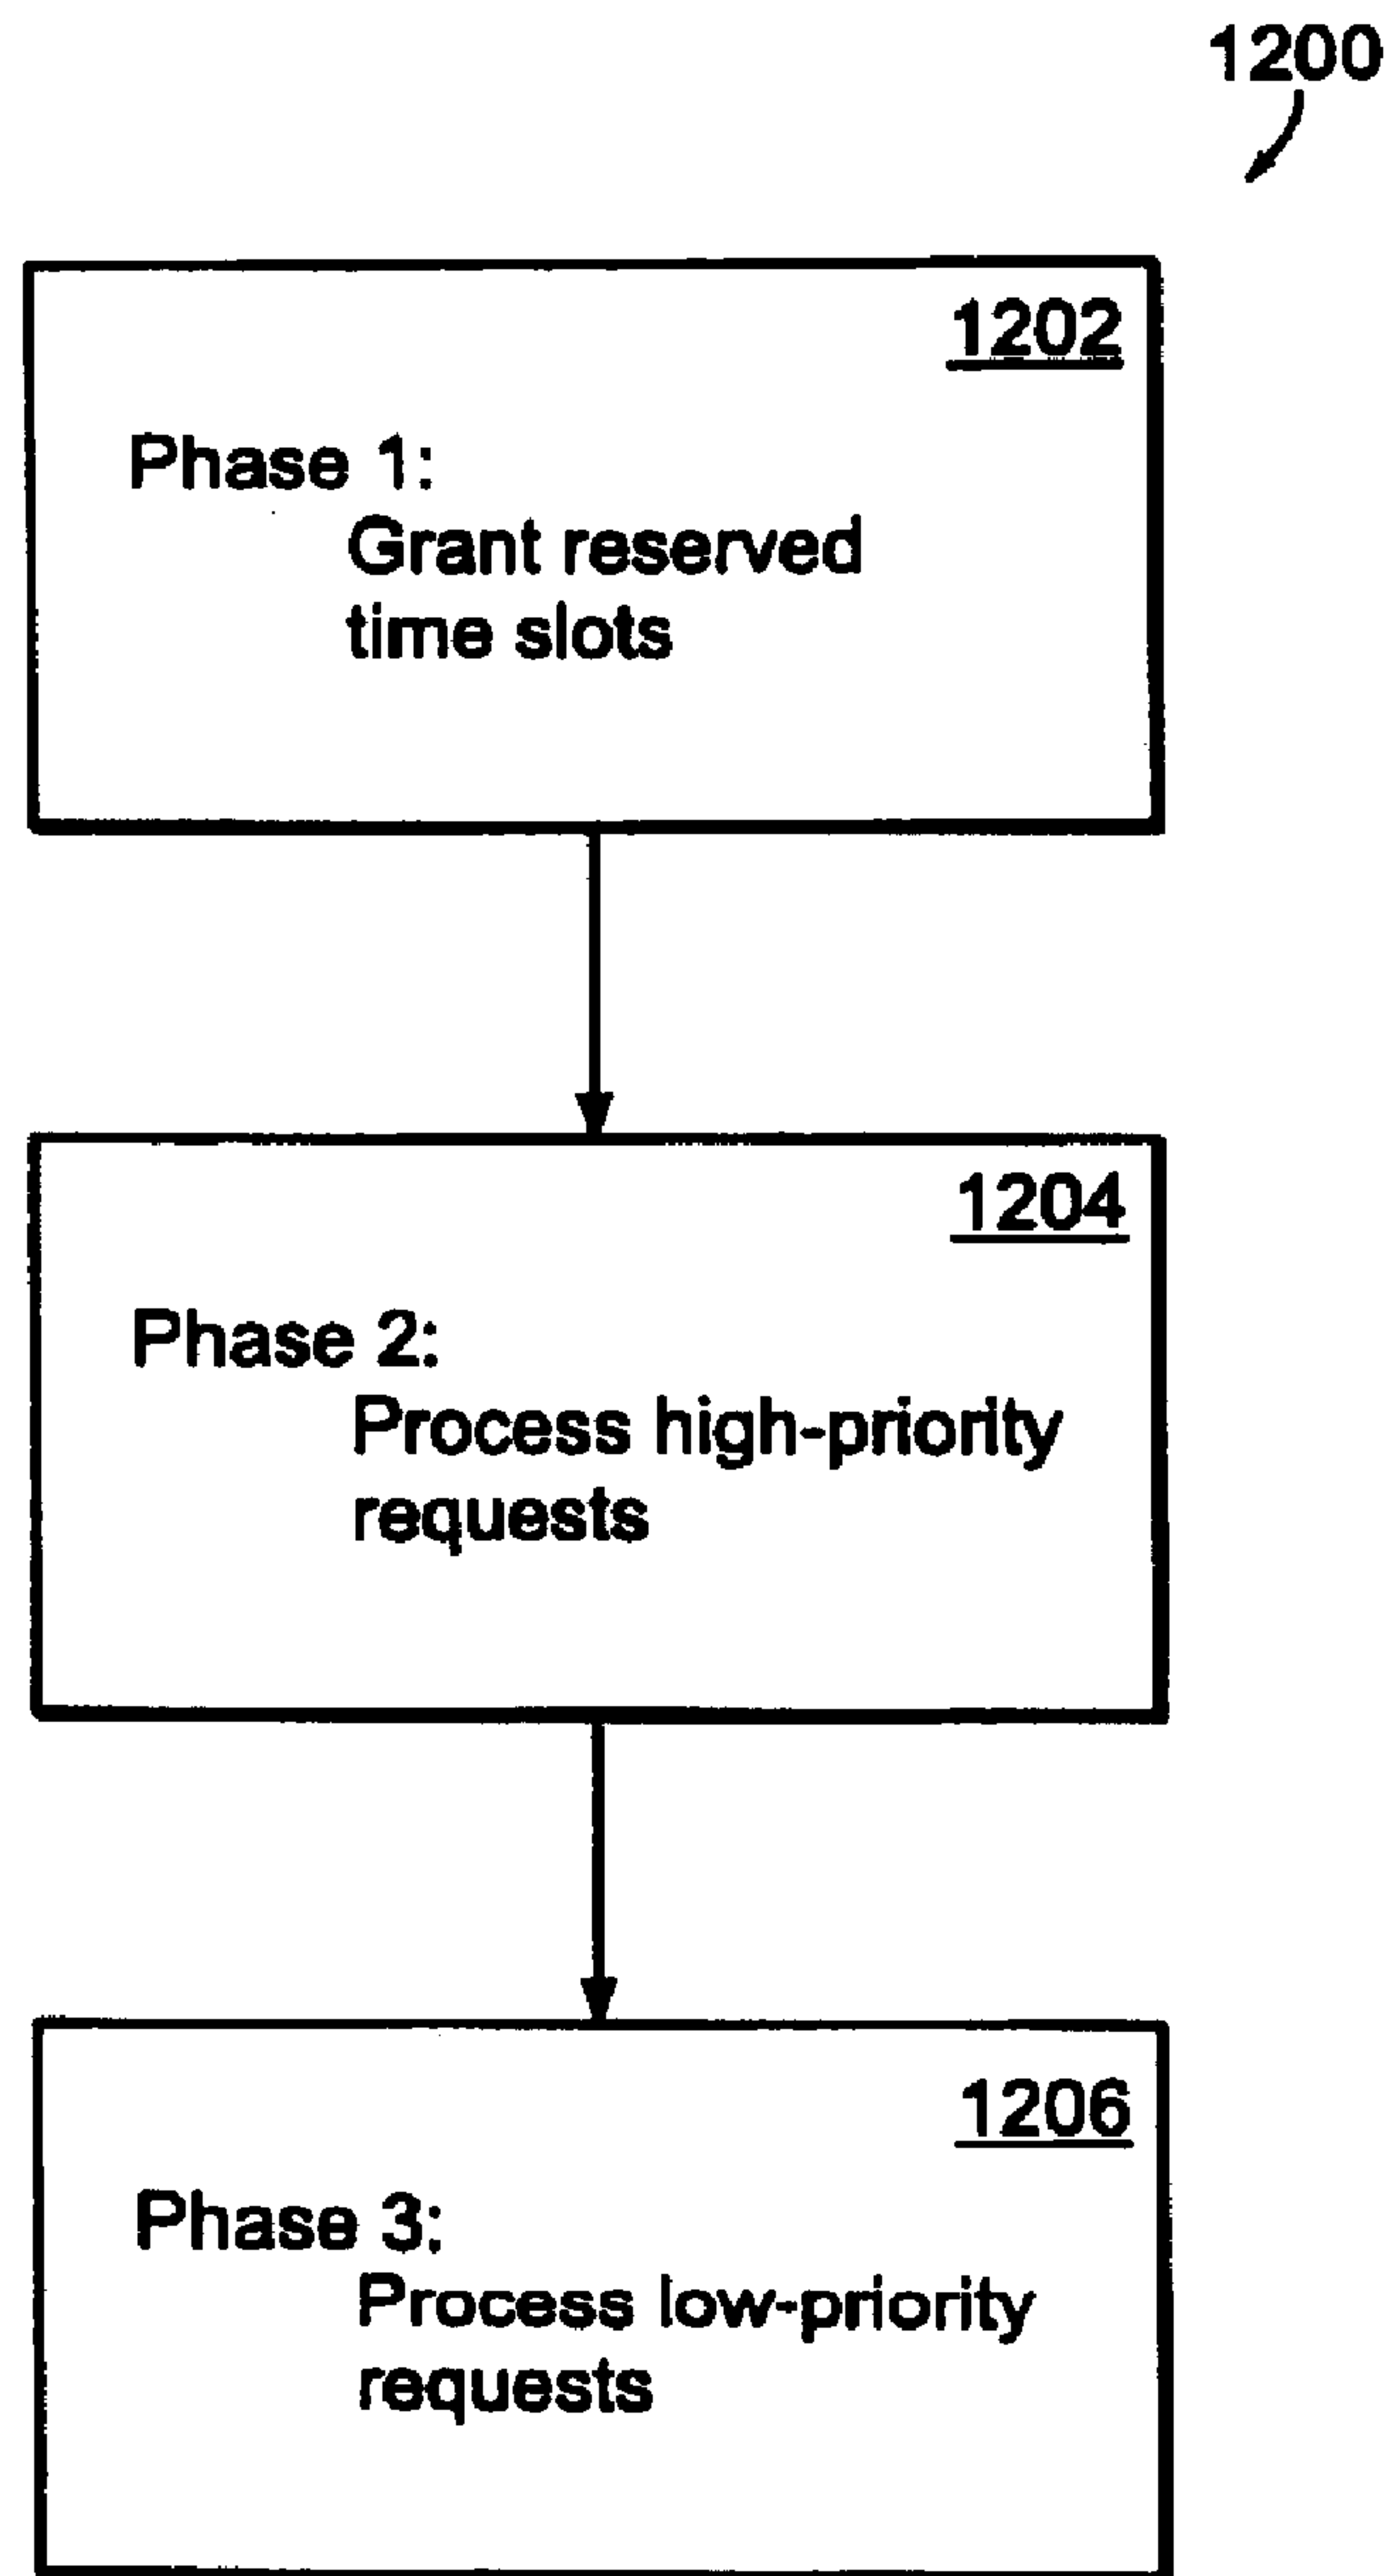 1200
1202
Phase 1:
Grant reserved
time slots
1204
Phase 2:
Process high-priority
requests
1206
Phase 3:
Process low-priority
requests